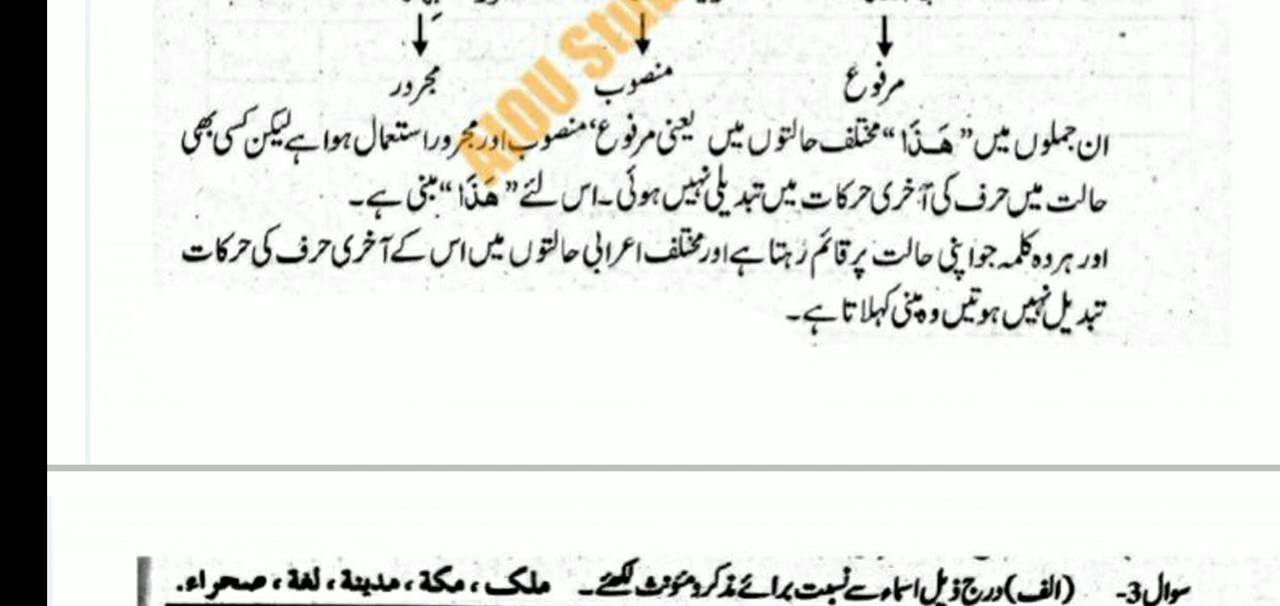 مرفوع منصوب مجرور
ان جملوں میں ”هَذَا“ مختلف حالتوں میں یعنی مرفوع، منصوب اور مجرور استعمال ہوا ہے لیکن کسی بھی
حالت میں حرف کی آخری حرکات میں تبدیلی نہیں ہوئی۔ اس لئے ”هَذَا“ مبنی ہے۔
اور ہر وہ کلمہ جو اپنی حالت پر قائم رہتا ہے اور مختلف اعرابی حالتوں میں اس کے آخری حرف کی حرکات
تبدیل نہیں ہوتیں وہ مبنی کہلاتا ہے۔
AIOU
سوال 3- (الف) درج ذیل اسماء سے نسبت برائے مذکر و مونث لکھئے۔ ملک، مكة، مدينة، لغة، صحراء۔